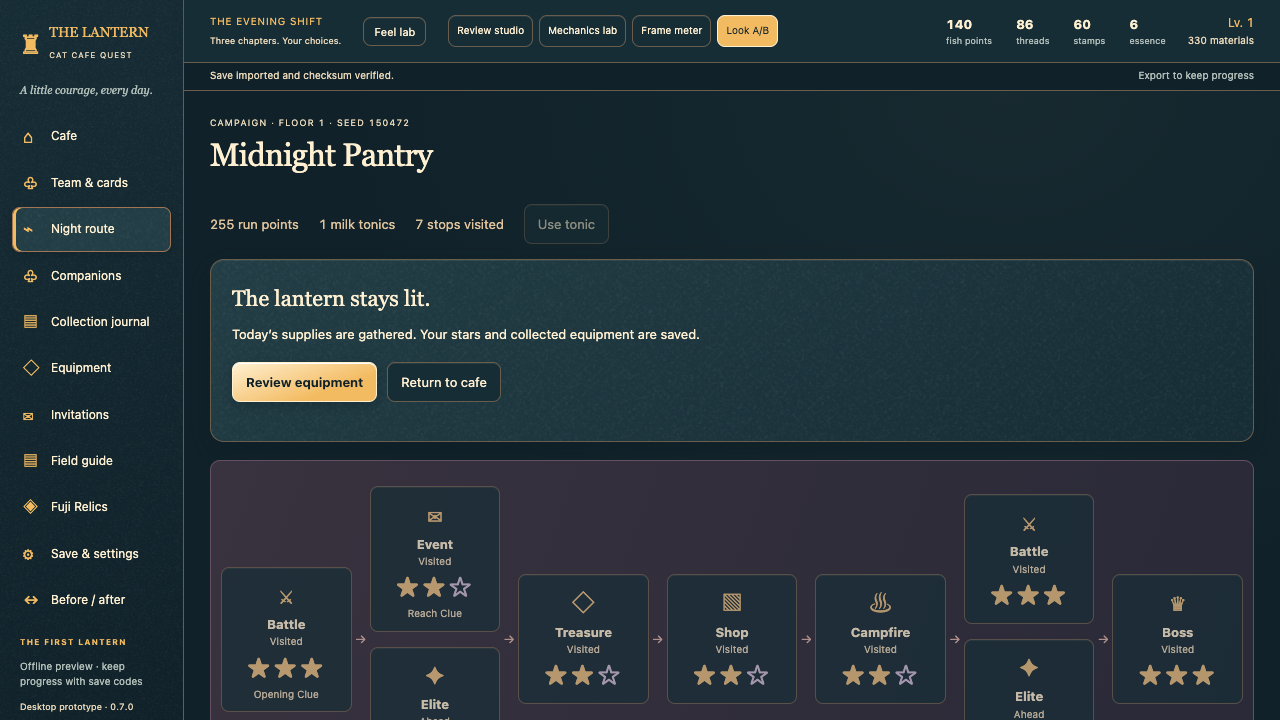 THE LANTERN
CAT CAFE QUEST
A little courage, every day.
Cafe
Team & cards
Night route
Companions
Collection journal
Equipment
Invitations
Field guide
Fuji Relics
Save & settings
Before / after
THE FIRST LANTERN
Offline preview · keep
progress with save codes
Desktop prototype · 0.7.0
THE EVENING SHIFT
Three chapters. Your choices.
Feel lab
Review studio
Mechanics lab
Frame meter
Look A/B
140
fish points
86
threads
60
stamps
6
essence
Lv. 1
330 materials
Save imported and checksum verified.
Export to keep progress
CAMPAIGN · FLOOR 1 · SEED 150472
Midnight Pantry
255 run points
1 milk tonics
7 stops visited
Use tonic
The lantern stays lit.
Today's supplies are gathered. Your stars and collected equipment are saved.
Review equipment
Return to cafe
Battle
Visited
Opening Clue
Event
Visited
Reach Clue
Elite
Ahead
Treasure
Visited
Shop
Visited
Campfire
Visited
Battle
Visited
Elite
Ahead
Boss
Visited